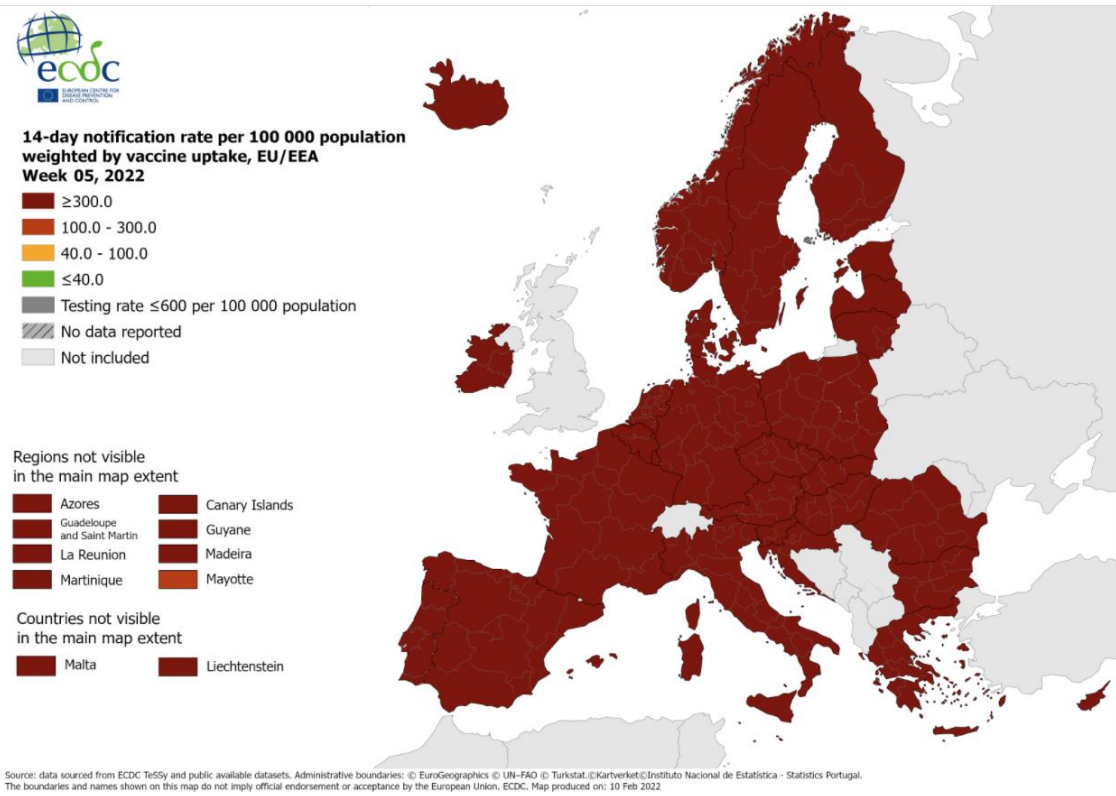 ecdc
EUROPEAN CENTRE FOR
DISEASE PREVENTION
AND CONTROL
14-day notification rate per 100 000 population
weighted by vaccine uptake, EU/EEA
Week 05, 2022
≥300.0
100.0 - 300.0
40.0 - 100.0
≤40.0
Testing rate ≤600 per 100 000 population
No data reported
Not included
Regions not visible
in the main map extent
Azores
Canary Islands
Guadeloupe
and Saint Martin
Guyane
La Reunion
Madeira
Martinique
Mayotte
Countries not visible
in the main map extent
Malta
Liechtenstein
Source: data sourced from ECDC TeSSy and public available datasets. Administrative boundaries: © EuroGeographics © UN–FAO © Turkstat.©Kartverket©Instituto Nacional de Estatística - Statistics Portugal.
The boundaries and names shown on this map do not imply official endorsement or acceptance by the European Union. ECDC. Map produced on: 10 Feb 2022